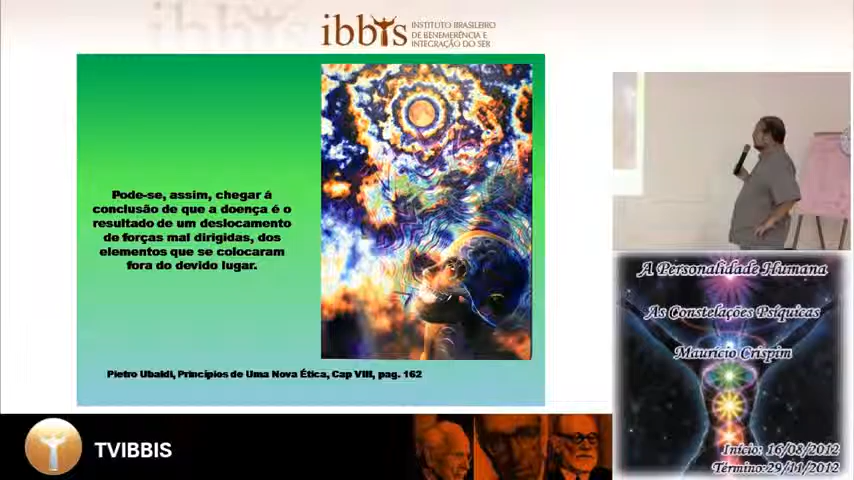 ibbis
INSTITUTO BRASILEIRO
DE BENEMERÊNCIA E
INTEGRAÇÃO DO SER
Pode-se, assim, chegar á
conclusão de que a doença é o
resultado de um deslocamento
de forças mal dirigidas, dos
elementos que se colocaram
fora do devido lugar.
Pietro Ubaldi, Princípios de Uma Nova Ética, Cap VIII, pag. 162
A Personalidade Humana
As Constelações Psíquicas
Maurício Crispim
Início: 16/08/2012
Término:29/11/2012
TVIBBIS